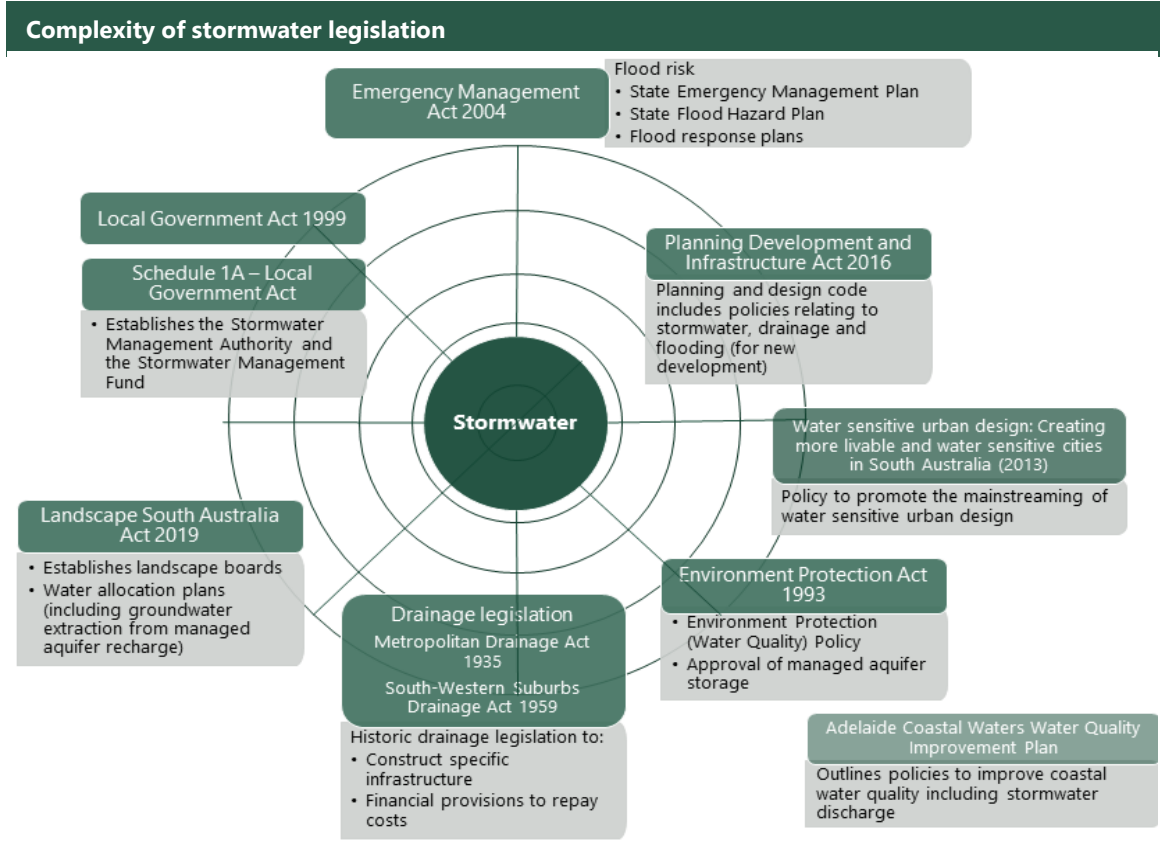 Complexity of stormwater legislation
Emergency Management
Act 2004
Flood risk
• State Emergency Management Plan
• State Flood Hazard Plan
• Flood response plans
Local Government Act 1999
Schedule 1A – Local
Government Act
• Establishes the Stormwater
Management Authority and
the Stormwater Management
Fund
Planning Development and
Infrastructure Act 2016
Planning and design code
includes policies relating to
stormwater, drainage and
flooding (for new
development)
Stormwater
Water sensitive urban design: Creating
more livable and water sensitive cities
in South Australia (2013)
Policy to promote the mainstreaming of
water sensitive urban design
Landscape South Australia
Act 2019
• Establishes landscape boards
• Water allocation plans
(including groundwater
extraction from managed
aquifer recharge)
Drainage legislation
Metropolitan Drainage Act
1935
South-Western Suburbs
Drainage Act 1959
Historic drainage legislation to:
• Construct specific
infrastructure
• Financial provisions to repay
costs
Environment Protection Act
1993
• Environment Protection
(Water Quality) Policy
• Approval of managed aquifer
storage
Adelaide Coastal Waters Water Quality
Improvement Plan
Outlines policies to improve coastal
water quality including stormwater
discharge